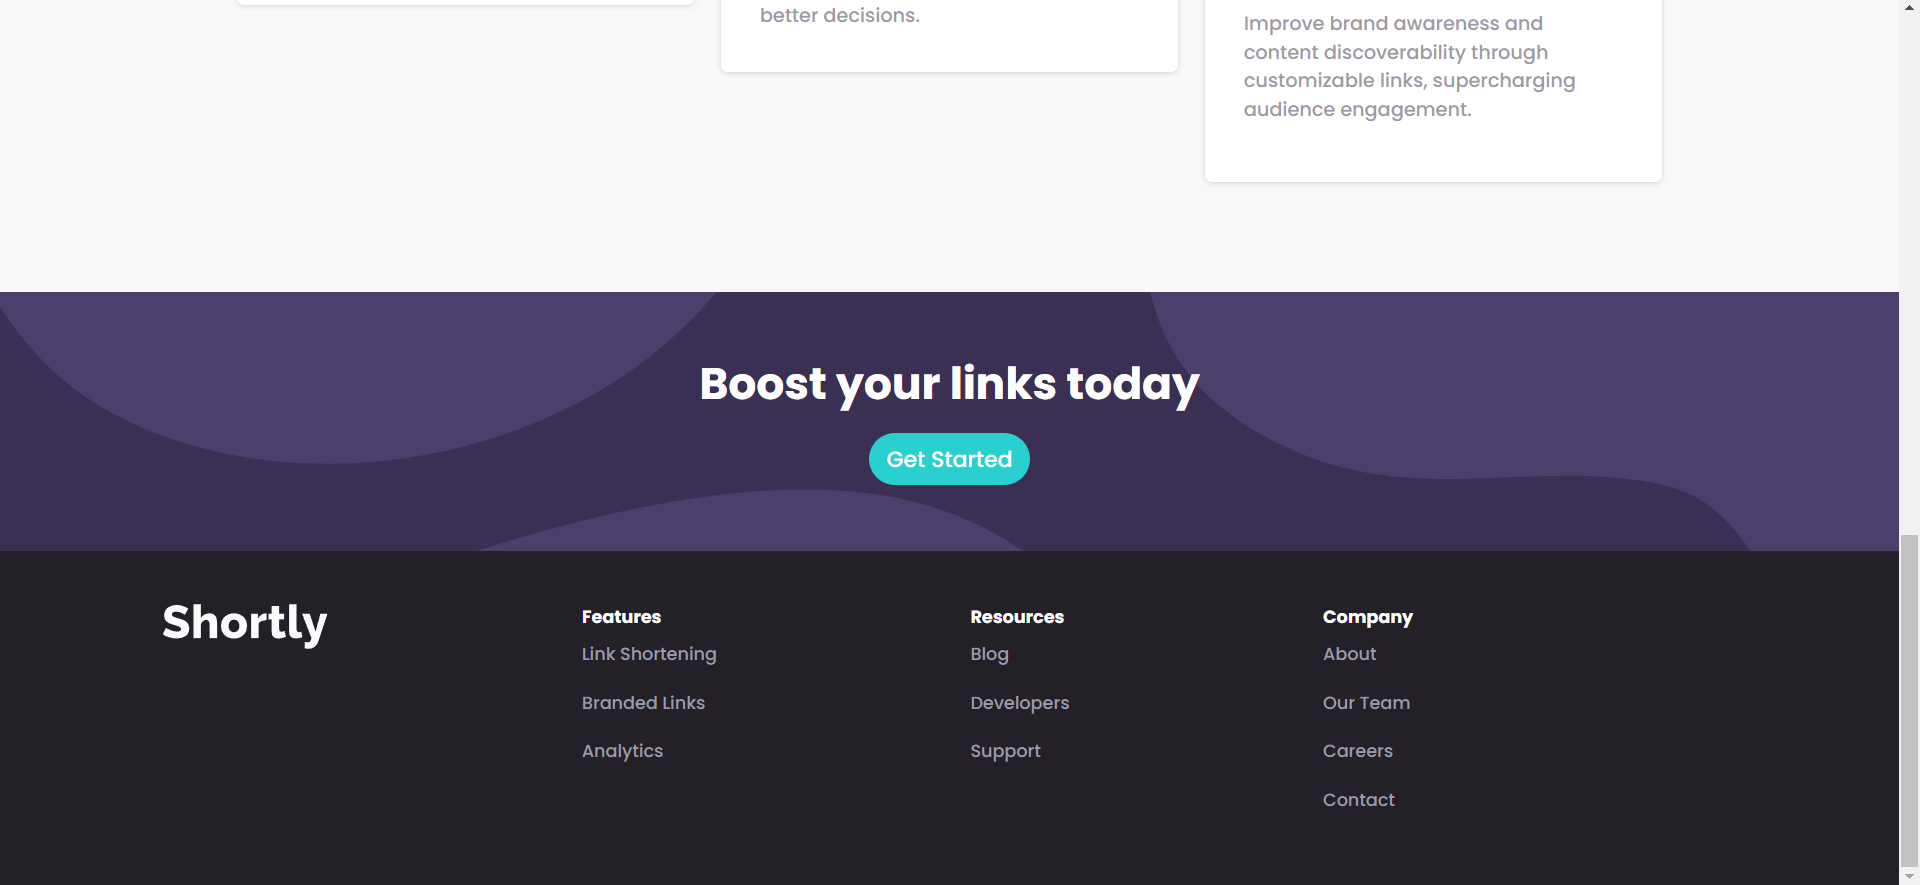 better decisions.
Improve brand awareness and
content discoverability through
customizable links, supercharging
audience engagement.
Boost your links today
Get Started
Shortly
Features
Link Shortening
Branded Links
Analytics
Resources
Blog
Developers
Support
Company
About
Our Team
Careers
Contact